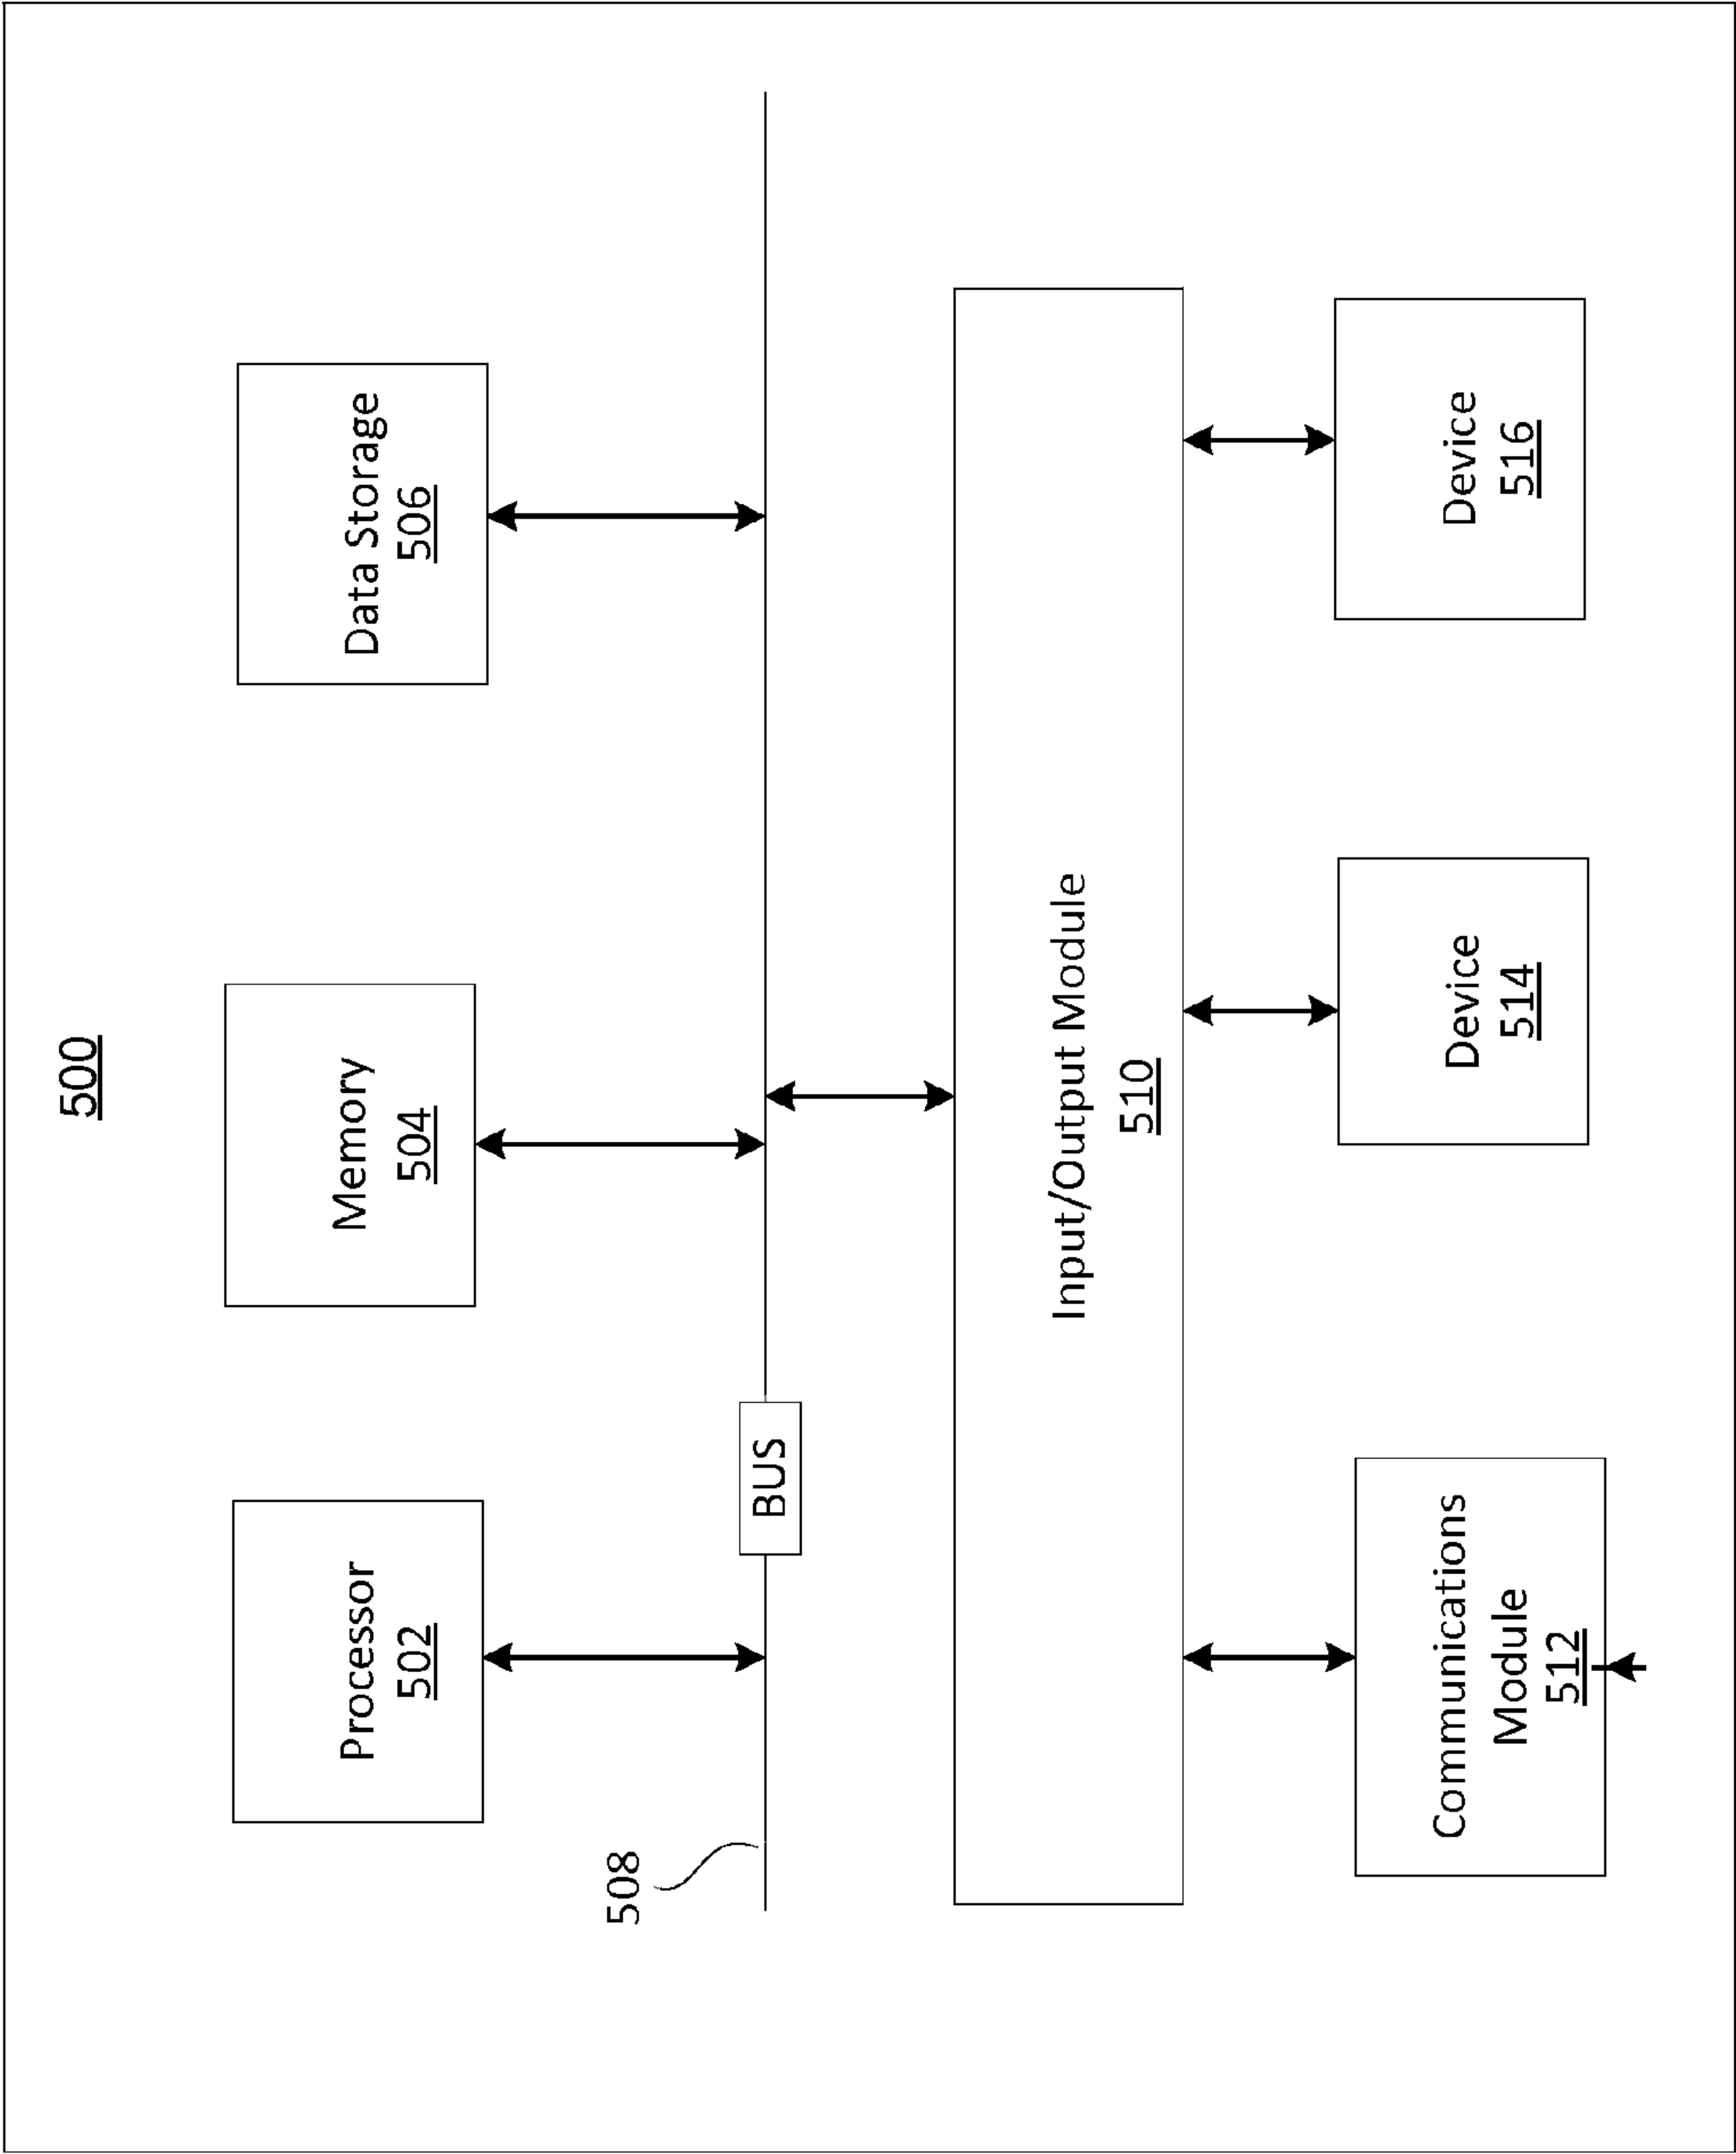 500
Processor
502
Memory
504
Data Storage
506
508
BUS
Input/Output Module
510
Communications
Module
512
Device
514
Device
516